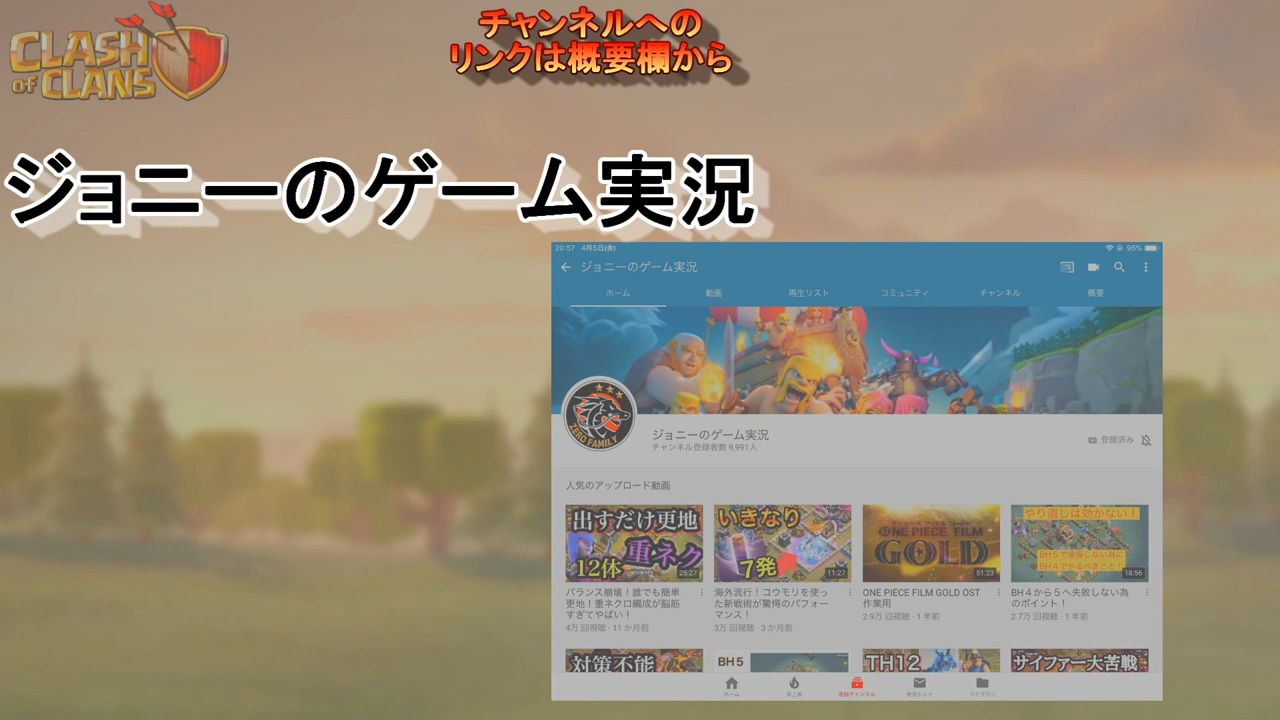 CLASH
OF CLANS
チャンネルへの
リンクは概要欄から
ジョニーのゲーム実況
20:57 4月5日(金)
95%
ジョニーのゲーム実況
ホーム 動画 再生リスト コミュニティ チャンネル 概要
ZERO FAMILY
ジョニーのゲーム実況
チャンネル登録者数 9,991人
登録済み
人気のアップロード動画
出すだけ更地
重ネク
12体
25:27
いきなり
7発
11:27
ONE PIECE FILM
GOLD
51:23
やり直しは効かない！
BH５で後悔しない為に
BH４でやるべきこと！
18:56
バランス崩壊！誰でも簡単
更地！重ネクロ編成が脳筋
すぎてやばい！
4万 回視聴・11 か月前
海外流行！コウモリを使っ
た新戦術が驚愕のパフォー
マンス！
3万 回視聴・3 か月前
ONE PIECE FILM GOLD OST
作業用
2.9万 回視聴・1 年前
BH４から５へ失敗しない為
のポイント！
2.7万 回視聴・1 年前
対策不能
BH５
TH12
サイファー大苦戦
ホーム 急上昇 登録チャンネル 受信トレイ ライブラリ